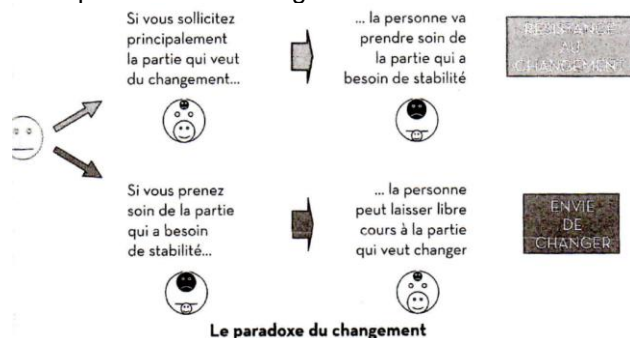 Si vous sollicitez
principalement
la partie qui veut
du changement...
... la personne va
prendre soin de
la partie qui a
besoin de stabilité
RÉSISTANCE
AU
CHANGEMENT
Si vous prenez
soin de la partie
qui a besoin
de stabilité...
... la personne
peut laisser libre
cours à la partie
qui veut changer
ENVIE
DE
CHANGER
Le paradoxe du changement